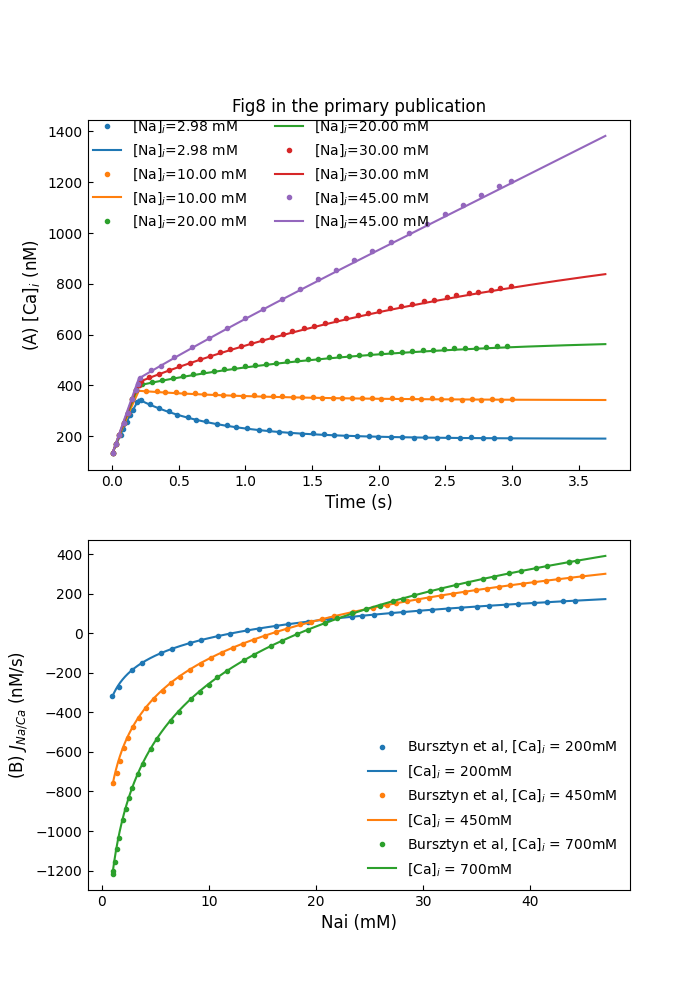 Fig8 in the primary publication
1400
1200
1000
800
600
400
200
(A) [Ca]i (nM)
[Na]i=2.98 mM
[Na]i=2.98 mM
[Na]i=10.00 mM
[Na]i=10.00 mM
[Na]i=20.00 mM
[Na]i=20.00 mM
[Na]i=30.00 mM
[Na]i=30.00 mM
[Na]i=45.00 mM
[Na]i=45.00 mM
0.0 0.5 1.0 1.5 2.0 2.5 3.0 3.5
Time (s)
400
200
0
−200
−400
−600
−800
−1000
−1200
(B) JNa/Ca (nM/s)
Bursztyn et al, [Ca]i = 200mM
[Ca]i = 200mM
Bursztyn et al, [Ca]i = 450mM
[Ca]i = 450mM
Bursztyn et al, [Ca]i = 700mM
[Ca]i = 700mM
0 10 20 30 40
Nai (mM)